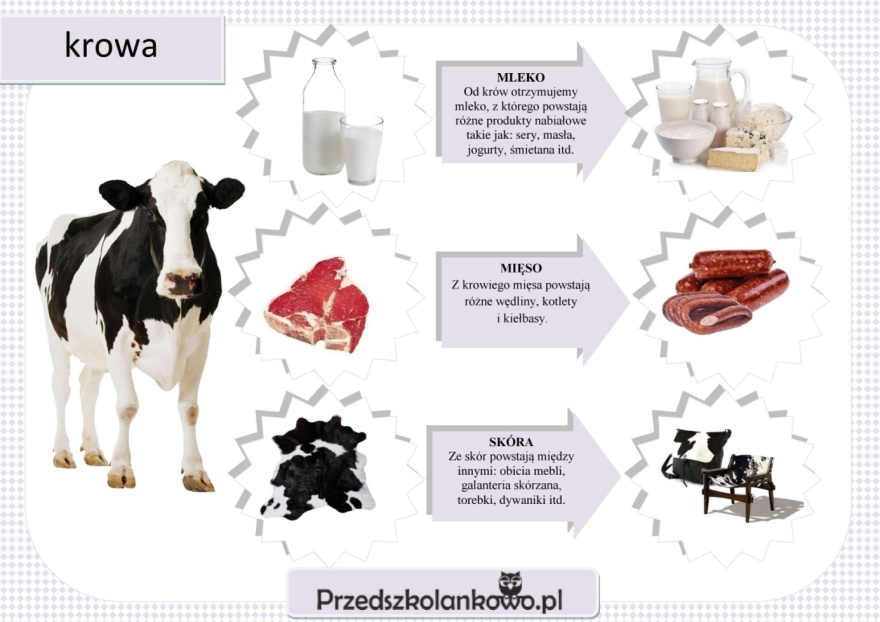 krowa
MLEKO
Od krów otrzymujemy
mleko, z którego powstają
różne produkty nabiałowe
takie jak: sery, masła,
jogurty, śmietana itd.
MIĘSO
Z krowiego mięsa powstają
różne wędliny, kotlety
i kiełbasy.
SKÓRA
Ze skór powstają między
innymi: obicia mebli,
galanteria skórzana,
torebki, dywaniki itd.
Przedszkolankowo.pl